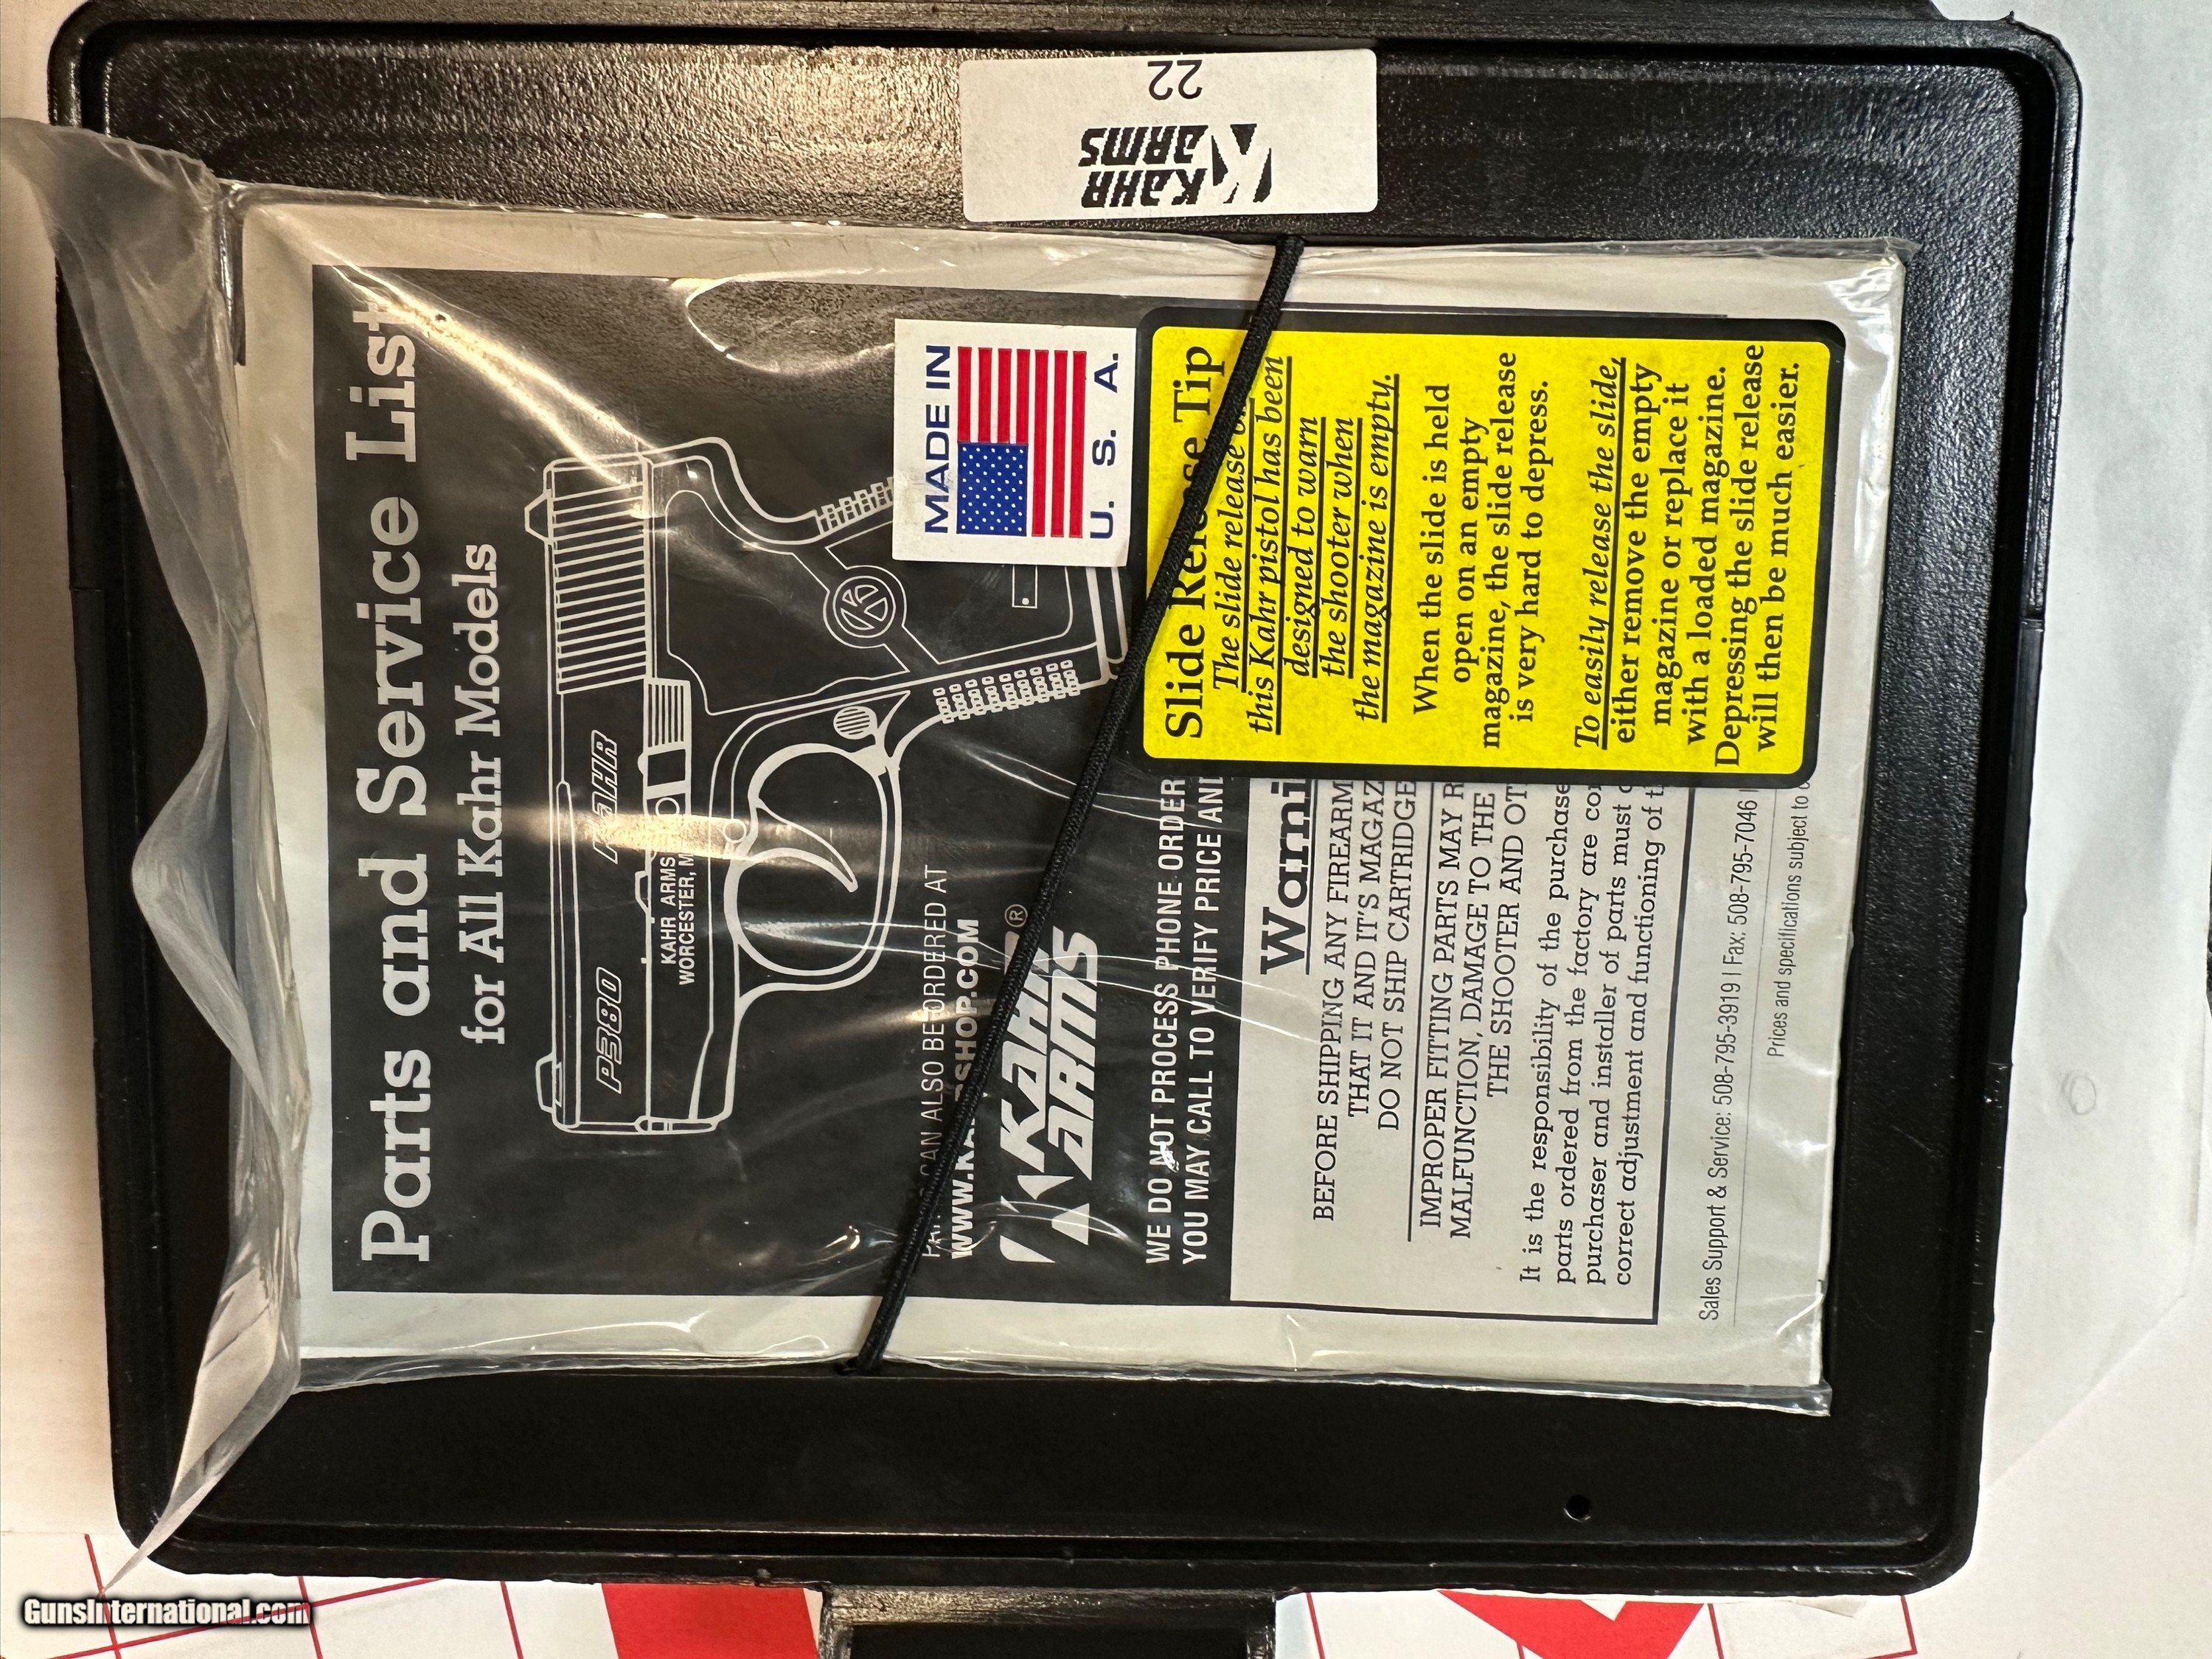 22
KAHR
ARMS
Parts and Service List
for All Kahr Models
P380
KAHR
KAHR ARMS
WORCESTER,
CAN ALSO BE ORDERED AT
SHOP.COM
KAHR®
ARMS
WE DO NOT PROCESS PHONE ORDER
YOU MAY CALL TO VERIFY PRICE AND
MADE IN
U. S. A.
Slide Release Tip
The slide release
this Kahr pistol has been
designed to warn
the shooter when
the magazine is empty.
When the slide is held
open on an empty
magazine, the slide release
is very hard to depress.
To easily release the slide,
either remove the empty
magazine or replace it
with a loaded magazine.
Depressing the slide release
will then be much easier.
BEFORE SHIPPING ANY FIREARM
THAT IT AND IT'S MAGAZ
DO NOT SHIP CARTRIDGE
IMPROPER FITTING PARTS MAY R
MALFUNCTION, DAMAGE TO THE
THE SHOOTER AND OT
It is the responsibility of the purchase
parts ordered from the factory are co
purchaser and installer of parts must
correct adjustment and functioning of
Sales Support & Service: 508-795-3919 | Fax: 508-795-7046 |
Prices and specifications subject to
GunsInternational.com